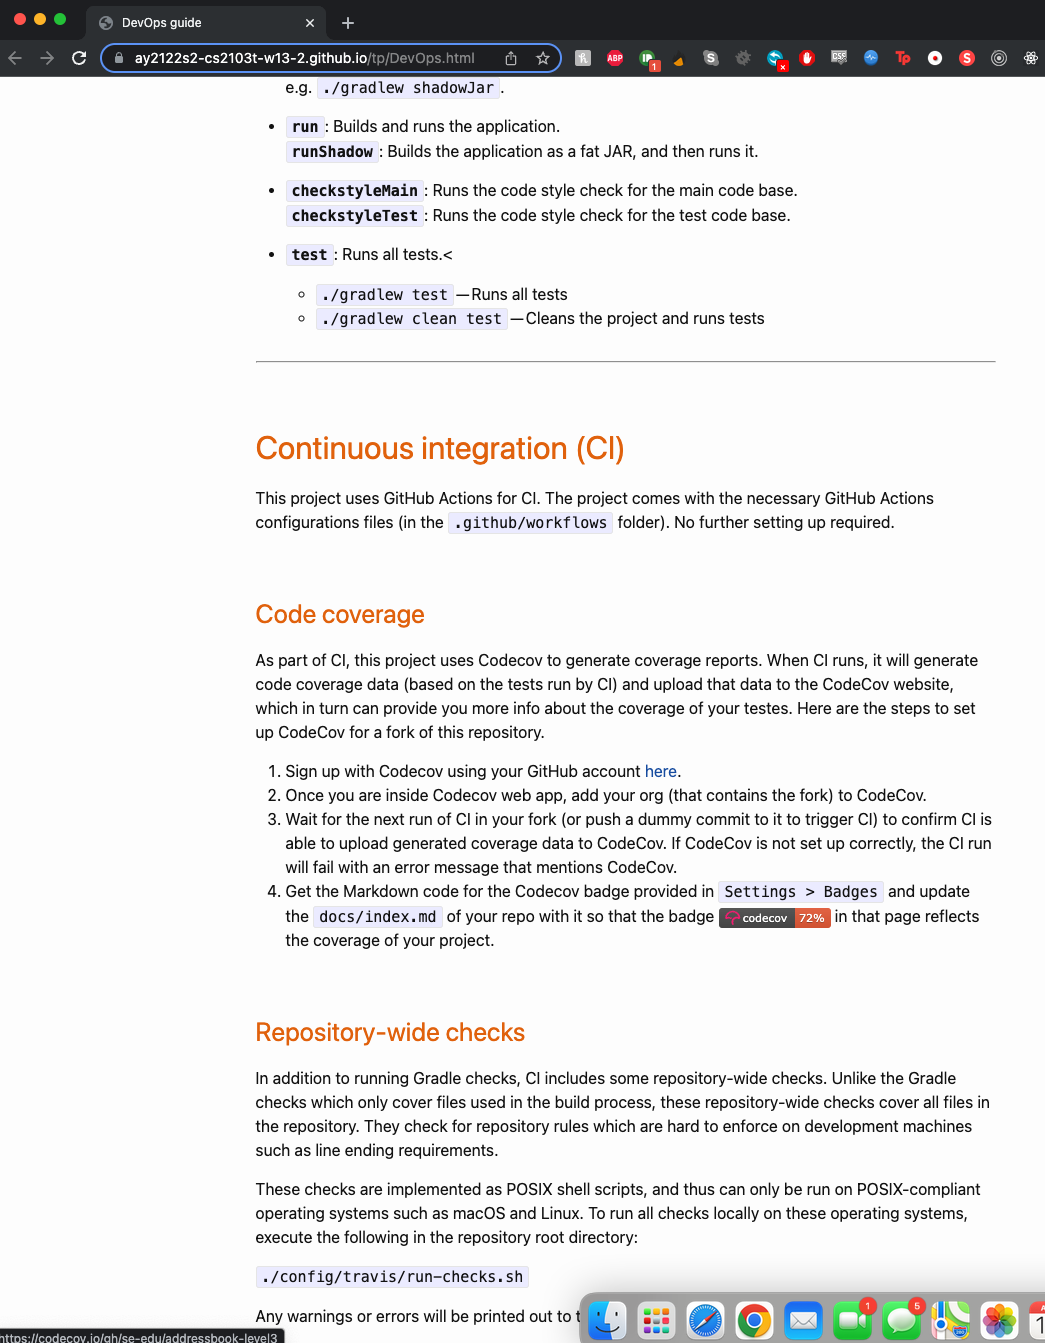 DevOps guide
ay2122s2-cs2103t-w13-2.github.io/tp/DevOps.html
ABP
1
x
CSS
Tp
S
e.g. ./gradlew shadowJar.
• run: Builds and runs the application.
runShadow: Builds the application as a fat JAR, and then runs it.
• checkstyleMain: Runs the code style check for the main code base.
checkstyleTest: Runs the code style check for the test code base.
• test: Runs all tests.<
◦ ./gradlew test — Runs all tests
◦ ./gradlew clean test — Cleans the project and runs tests
Continuous integration (CI)
This project uses GitHub Actions for CI. The project comes with the necessary GitHub Actions
configurations files (in the .github/workflows folder). No further setting up required.
Code coverage
As part of CI, this project uses Codecov to generate coverage reports. When CI runs, it will generate
code coverage data (based on the tests run by CI) and upload that data to the CodeCov website,
which in turn can provide you more info about the coverage of your testes. Here are the steps to set
up CodeCov for a fork of this repository.
1. Sign up with Codecov using your GitHub account here.
2. Once you are inside Codecov web app, add your org (that contains the fork) to CodeCov.
3. Wait for the next run of CI in your fork (or push a dummy commit to it to trigger CI) to confirm CI is
able to upload generated coverage data to CodeCov. If CodeCov is not set up correctly, the CI run
will fail with an error message that mentions CodeCov.
4. Get the Markdown code for the Codecov badge provided in Settings > Badges and update
the docs/index.md of your repo with it so that the badge codecov 72% in that page reflects
the coverage of your project.
Repository-wide checks
In addition to running Gradle checks, CI includes some repository-wide checks. Unlike the Gradle
checks which only cover files used in the build process, these repository-wide checks cover all files in
the repository. They check for repository rules which are hard to enforce on development machines
such as line ending requirements.
These checks are implemented as POSIX shell scripts, and thus can only be run on POSIX-compliant
operating systems such as macOS and Linux. To run all checks locally on these operating systems,
execute the following in the repository root directory:
./config/travis/run-checks.sh
Any warnings or errors will be printed out to t
1
5
https://codecov.io/gh/se-edu/addressbook-level3